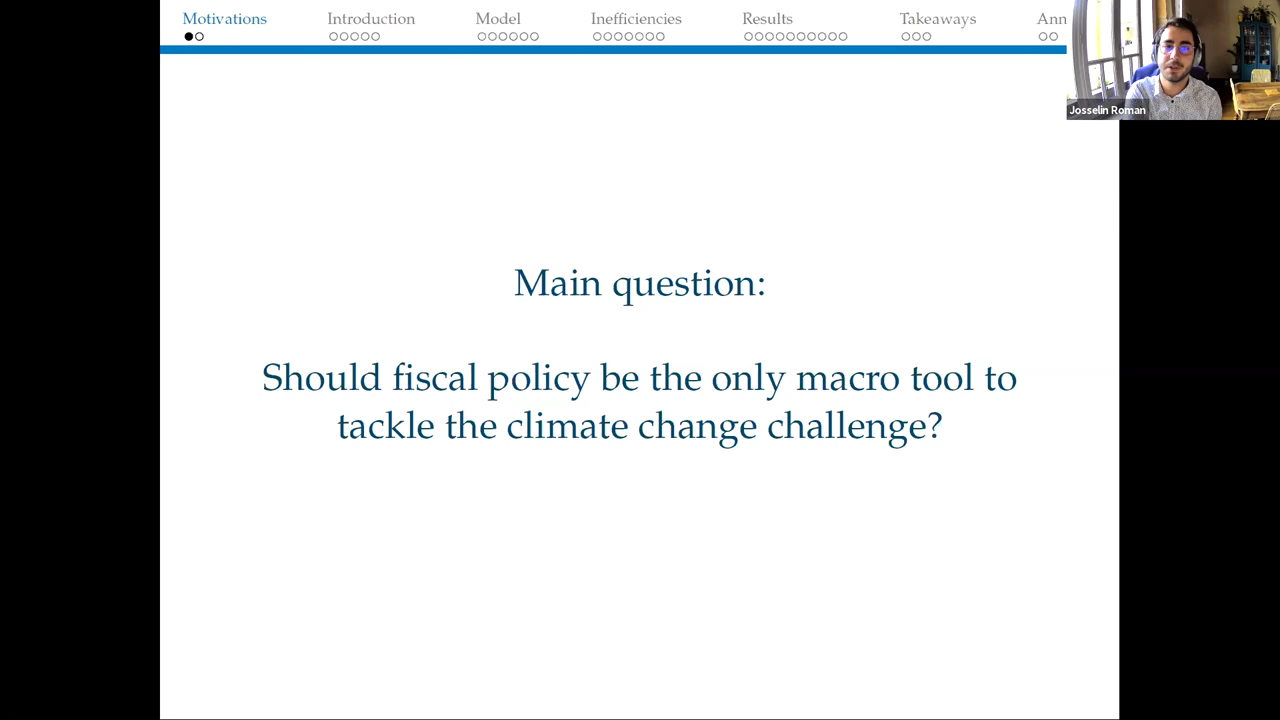 Motivations Introduction Model Inefficiencies Results Takeaways Ann
Josselin Roman
Main question:
Should fiscal policy be the only macro tool to
tackle the climate change challenge?